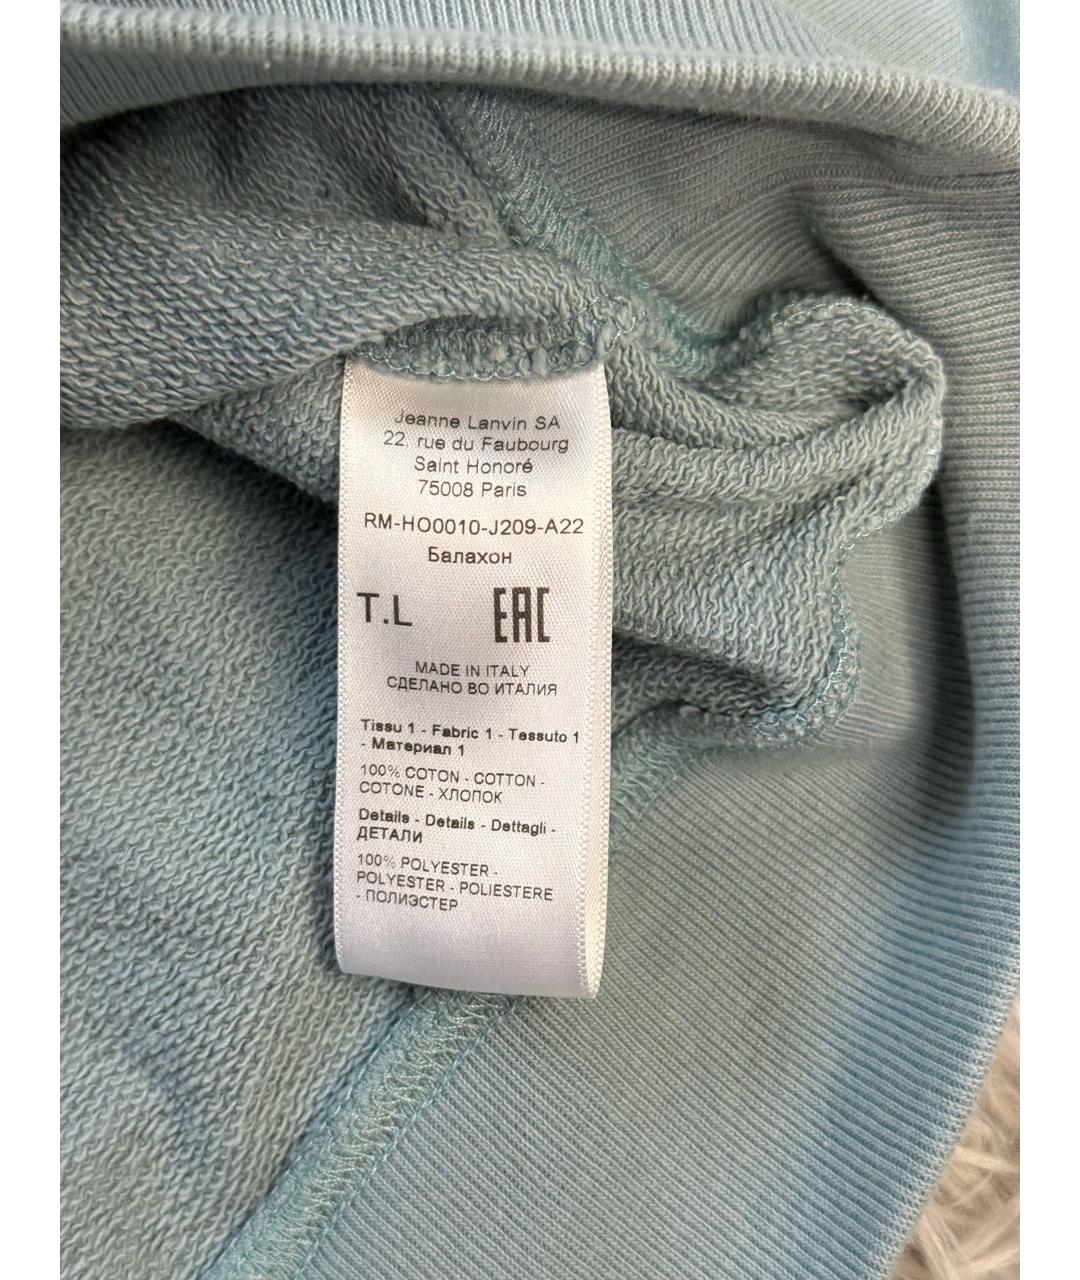 Jeanne Lanvin SA
22, rue du Faubourg
Saint Honoré
75008 Paris
RM-HO0010-J209-A22
Балахон
T.L EAC
MADE IN ITALY
СДЕЛАНО ВО ИТАЛИЯ
Tissu 1 - Fabric 1 - Tessuto 1
- Материал 1
100% COTON - COTTON -
COTONE - ХЛОПОК
Details - Details - Dettagli -
ДЕТАЛИ
100% POLYESTER -
POLYESTER - POLIESTERE
- ПОЛИЭСТЕР